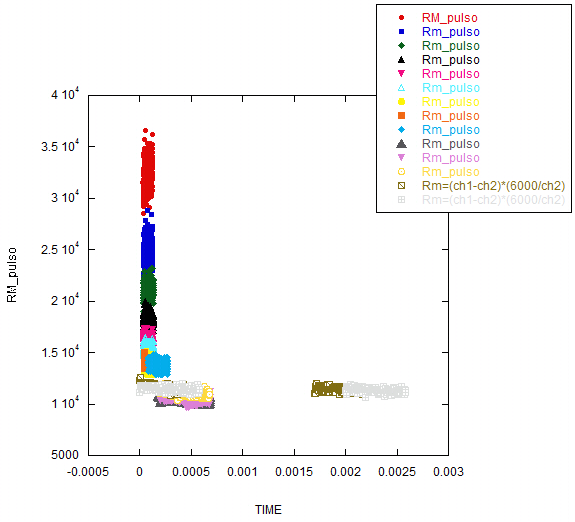 RM_pulso
Rm_pulso
Rm_pulso
Rm_pulso
Rm_pulso
Rm_pulso
Rm_pulso
Rm_pulso
Rm_pulso
Rm_pulso
Rm_pulso
Rm_pulso
Rm=(ch1-ch2)*(6000/ch2)
Rm=(ch1-ch2)*(6000/ch2)
4 10⁴
3.5 10⁴
3 10⁴
2.5 10⁴
2 10⁴
1.5 10⁴
1 10⁴
5000
RM_pulso
-0.0005 0 0.0005 0.001 0.0015 0.002 0.0025 0.003
TIME